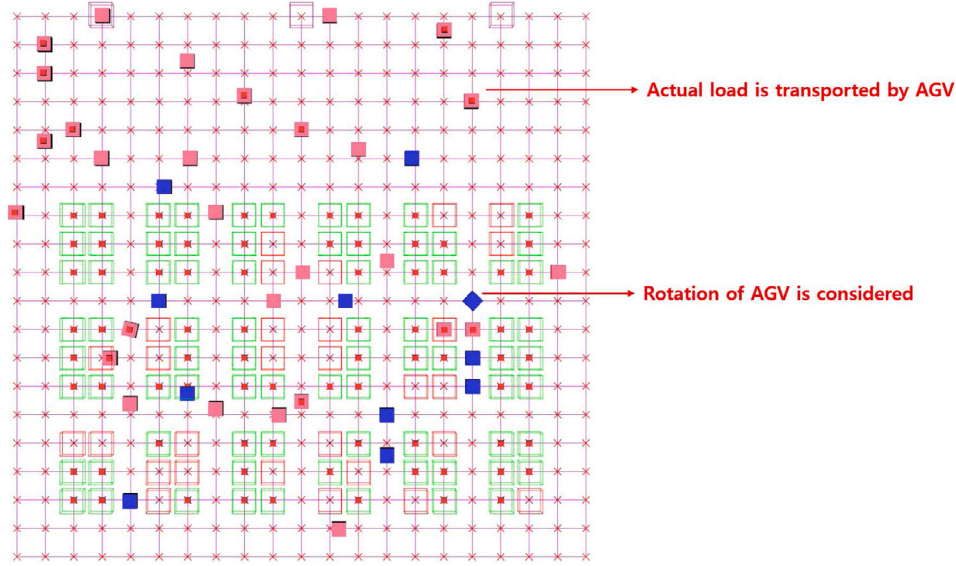 Actual load is transported by AGV
Rotation of AGV is considered